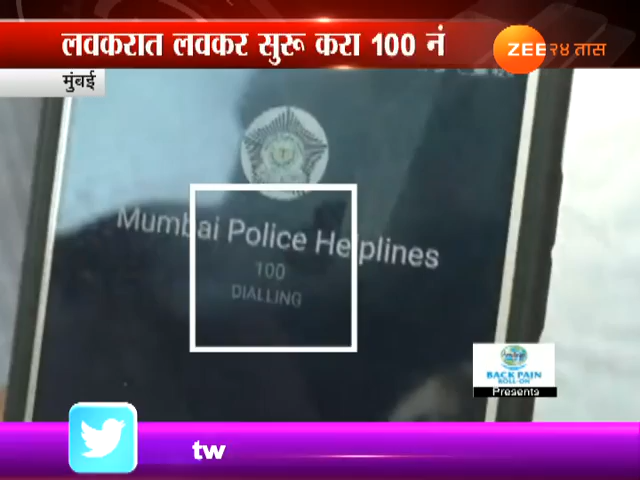 लवकरात लवकर सुरू करा 100 नं
ZEE २४ तास
मुंबई
Mumbai Police Helplines
100
DIALLING
BACK PAIN
ROLL-ON
Presents
tw